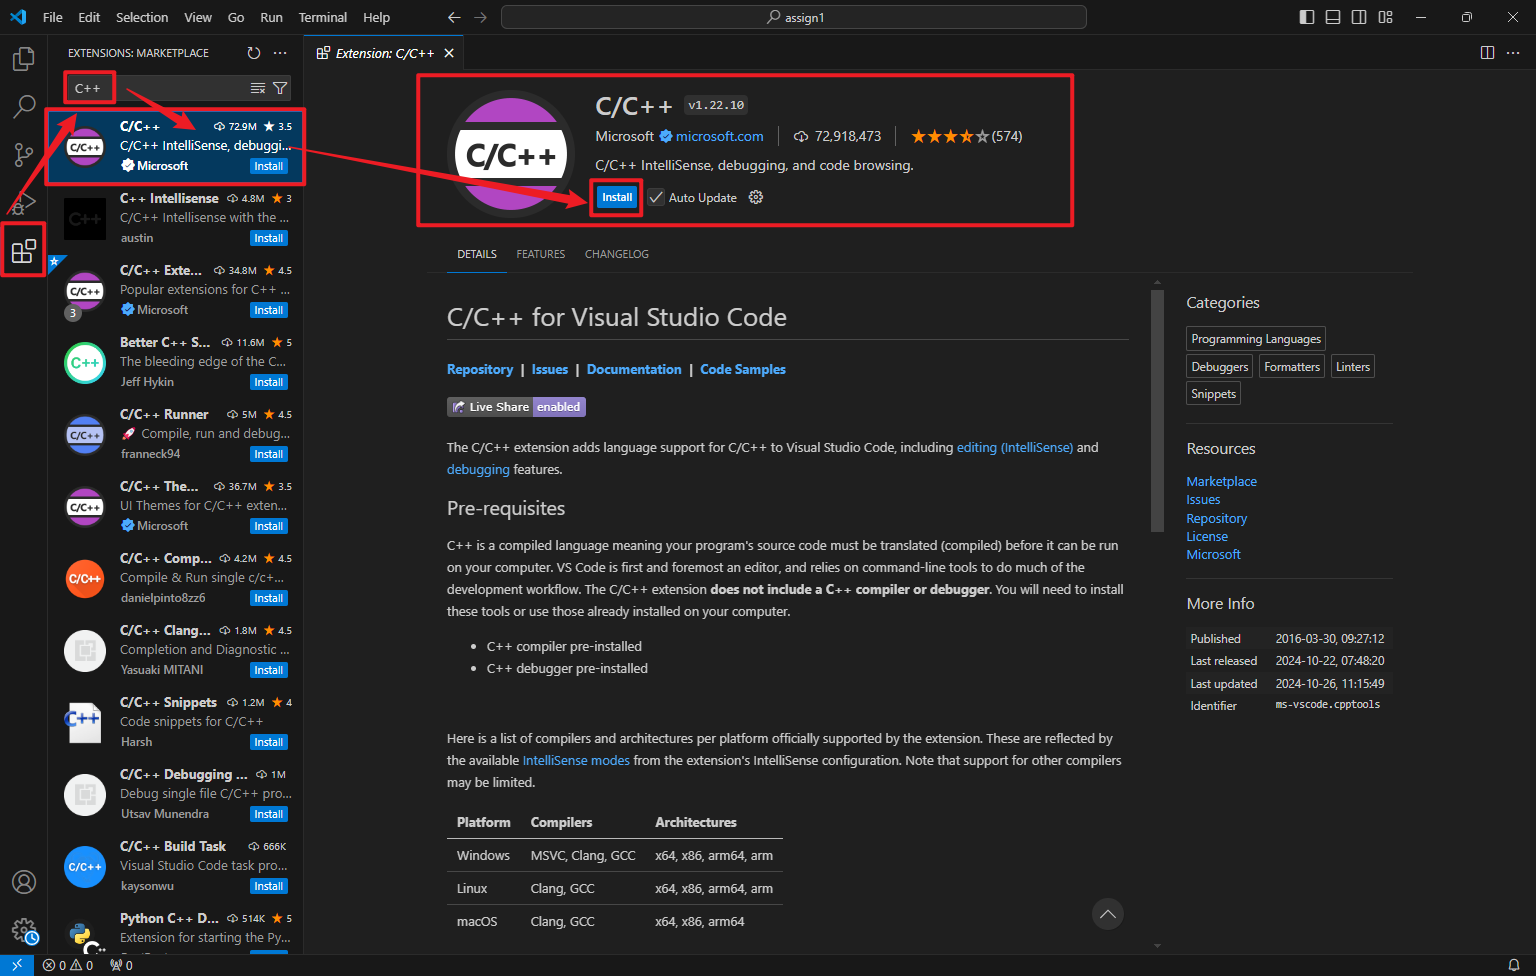 File Edit Selection View Go Run Terminal Help
assign1
EXTENSIONS: MARKETPLACE
C++
C/C++ 72.9M 3.5
C/C++ IntelliSense, debuggi...
Microsoft Install
C/C++
C++ Intellisense 4.8M 3
C/C++ Intellisense with the ...
austin Install
C++
C/C++ Exte... 34.8M 4.5
Popular extensions for C++ ...
Microsoft Install
C/C++
3
Better C++ S... 11.6M 5
The bleeding edge of the C...
Jeff Hykin Install
C++
C/C++ Runner 5M 4.5
🚀 Compile, run and debug...
franneck94 Install
C/C++
C/C++ The... 36.7M 3.5
UI Themes for C/C++ exten...
Microsoft Install
C/C++
C/C++ Comp... 4.2M 4.5
Compile & Run single c/c+...
danielpinto8zz6 Install
C/C++
C/C++ Clang... 1.8M 4.5
Completion and Diagnostic ...
Yasuaki MITANI Install
C/C++ Snippets 1.2M 4
Code snippets for C/C++
Harsh Install
C++
C/C++ Debugging ... 1M
Debug single file C/C++ pro...
Utsav Munendra Install
C/C++ Build Task 666K
Visual Studio Code task pro...
kaysonwu Install
C/C++
Python C++ D... 514K 5
Extension for starting the Py...
Extension: C/C++
C/C++
C/C++ v1.22.10
Microsoft microsoft.com 72,918,473 (574)
C/C++ IntelliSense, debugging, and code browsing.
Install Auto Update
DETAILS FEATURES CHANGELOG
C/C++ for Visual Studio Code
Repository | Issues | Documentation | Code Samples
Live Share enabled
The C/C++ extension adds language support for C/C++ to Visual Studio Code, including editing (IntelliSense) and
debugging features.
Pre-requisites
C++ is a compiled language meaning your program's source code must be translated (compiled) before it can be run
on your computer. VS Code is first and foremost an editor, and relies on command-line tools to do much of the
development workflow. The C/C++ extension does not include a C++ compiler or debugger. You will need to install
these tools or use those already installed on your computer.
• C++ compiler pre-installed
• C++ debugger pre-installed
Here is a list of compilers and architectures per platform officially supported by the extension. These are reflected by
the available IntelliSense modes from the extension's IntelliSense configuration. Note that support for other compilers
may be limited.
Platform Compilers Architectures
Windows MSVC, Clang, GCC x64, x86, arm64, arm
Linux Clang, GCC x64, x86, arm64, arm
macOS Clang, GCC x64, arm64
Categories
Programming Languages
Debuggers Formatters Linters
Snippets
Resources
Marketplace
Issues
Repository
License
Microsoft
More Info
Published 2016-03-30, 09:27:12
Last released 2024-10-22, 07:48:20
Last updated 2024-10-26, 11:15:49
Identifier ms-vscode.cpptools
0 0 0